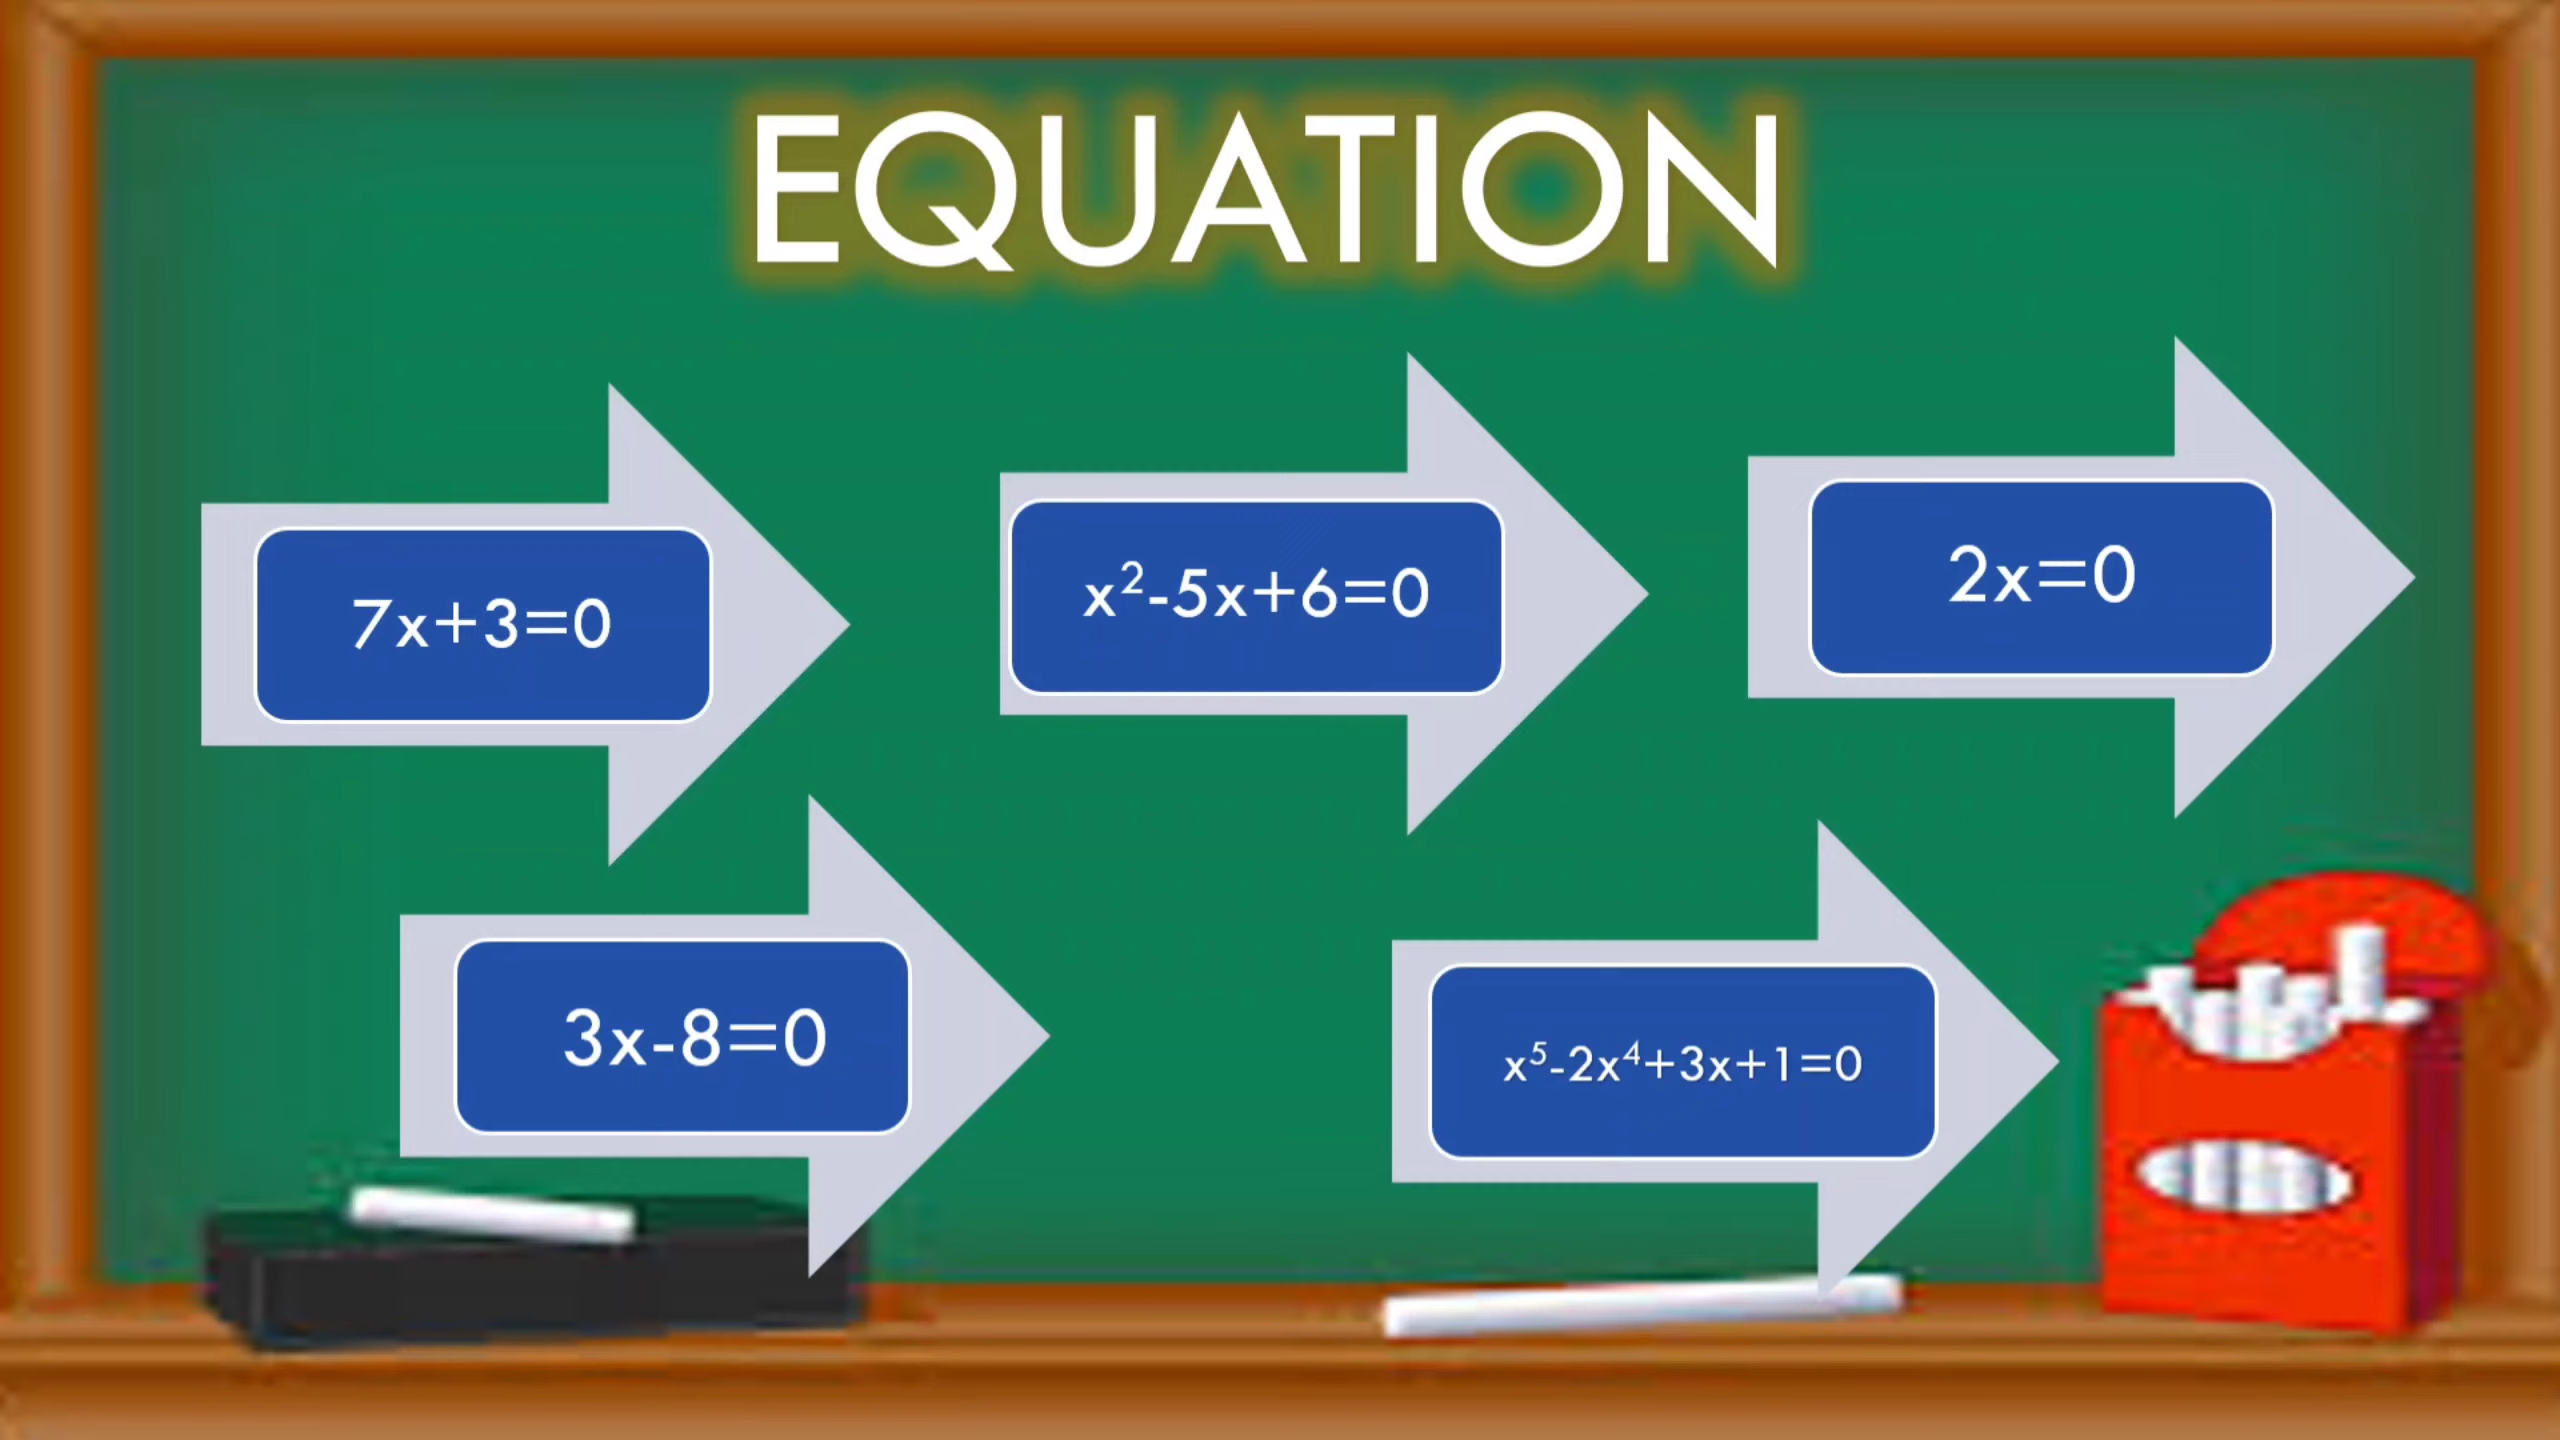 EQUATION
7x+3=0
x²-5x+6=0
2x=0
3x-8=0
x⁵-2x⁴+3x+1=0